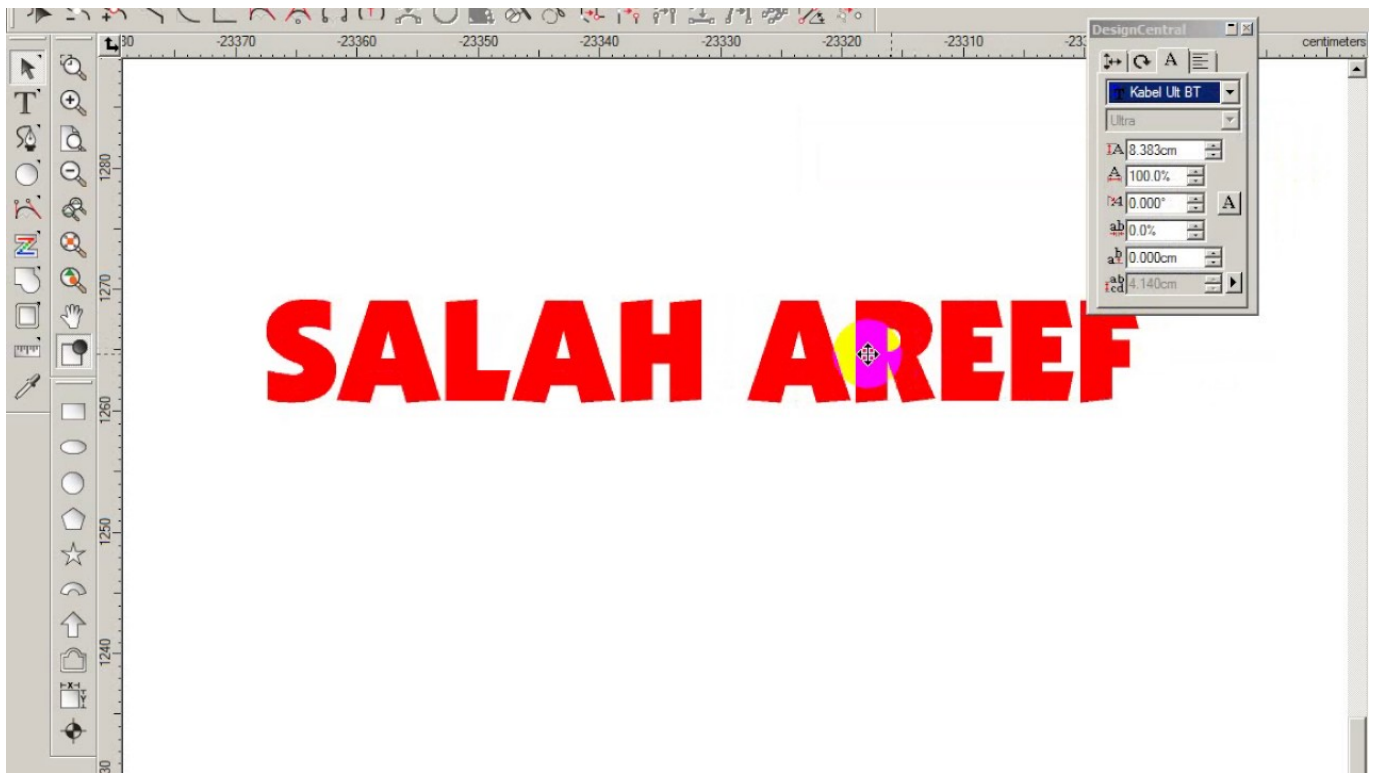 -23370 -23360 -23350 -23340 -23330 -23320 -23310 centimeters
DesignCentral
A
Kabel Ult BT
Ultra
8.383cm
100.0%
0.000°
A
0.0%
0.000cm
4.140cm
1280
1270
1260
1250
1240
SALAH AREEF